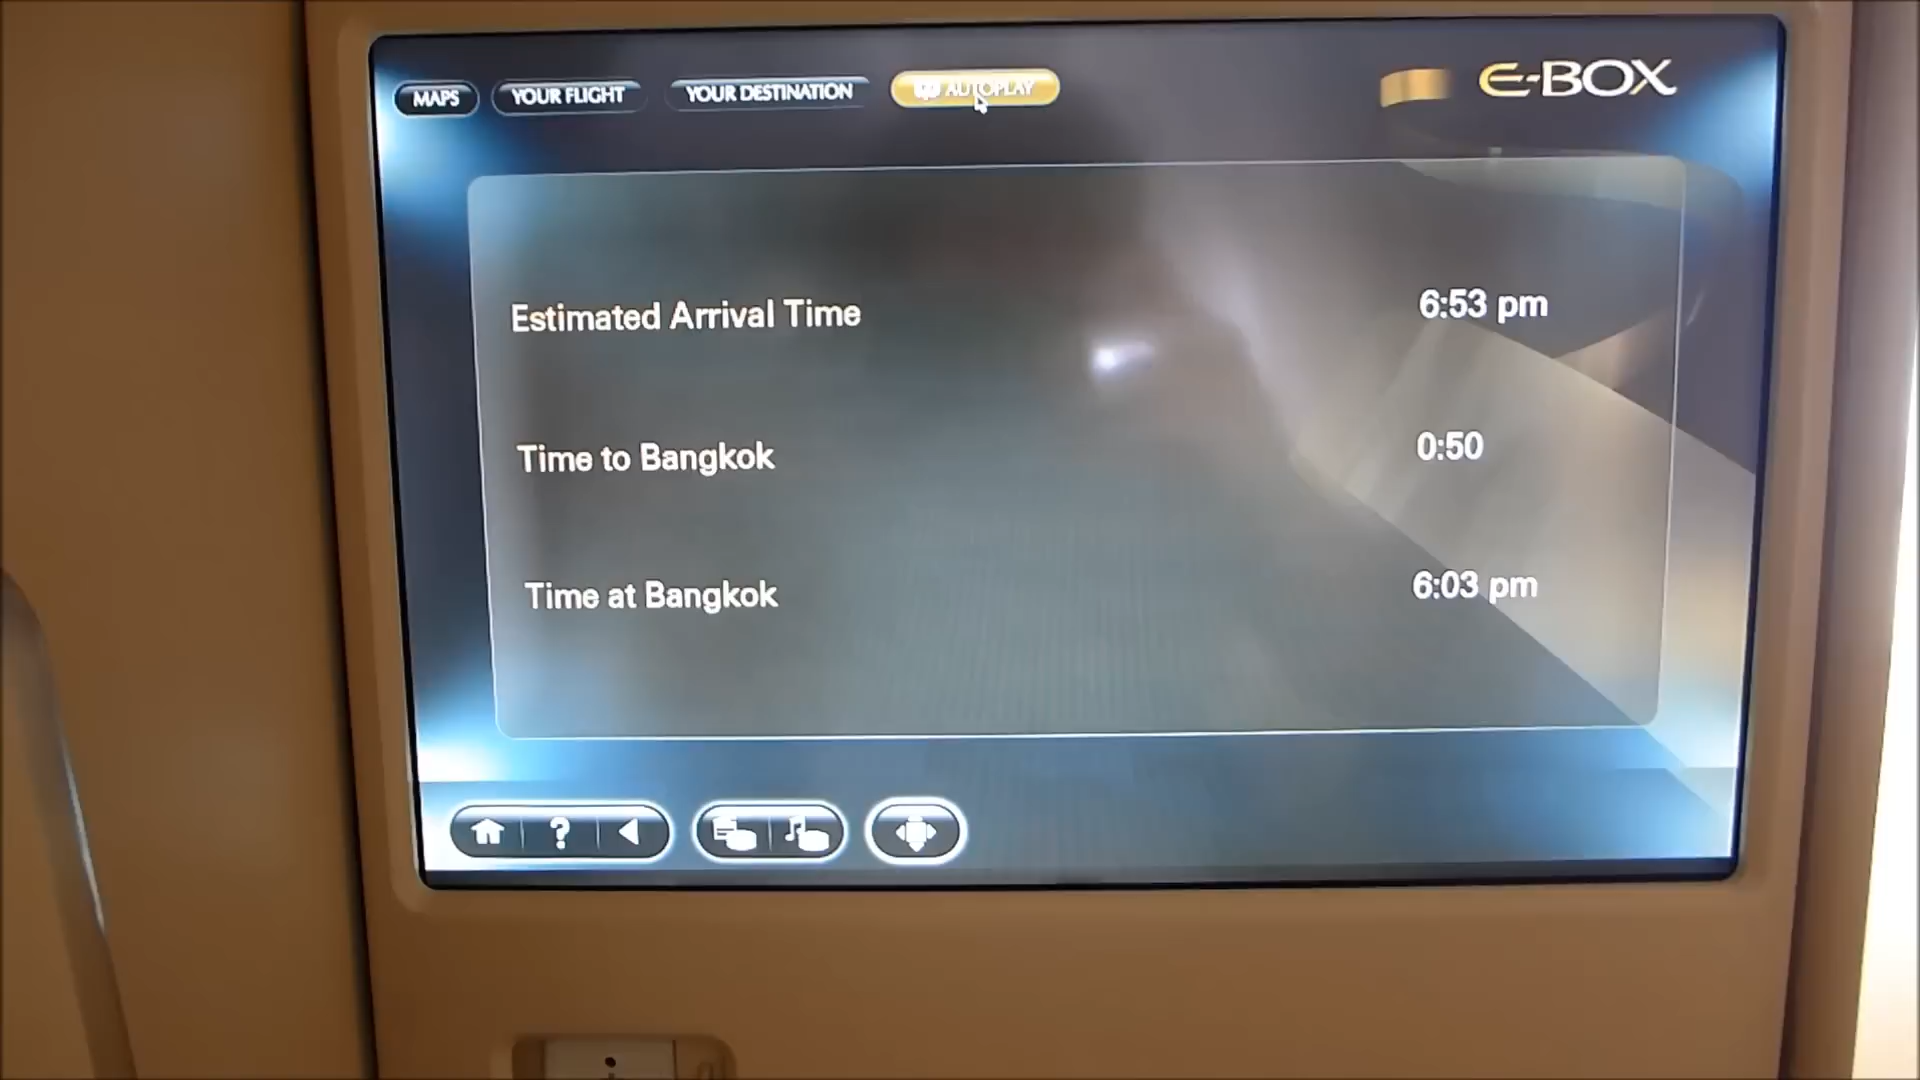 MAPS YOUR FLIGHT YOUR DESTINATION AUTOPLAY E-BOX
Estimated Arrival Time 6:53 pm
Time to Bangkok 0:50
Time at Bangkok 6:03 pm
?